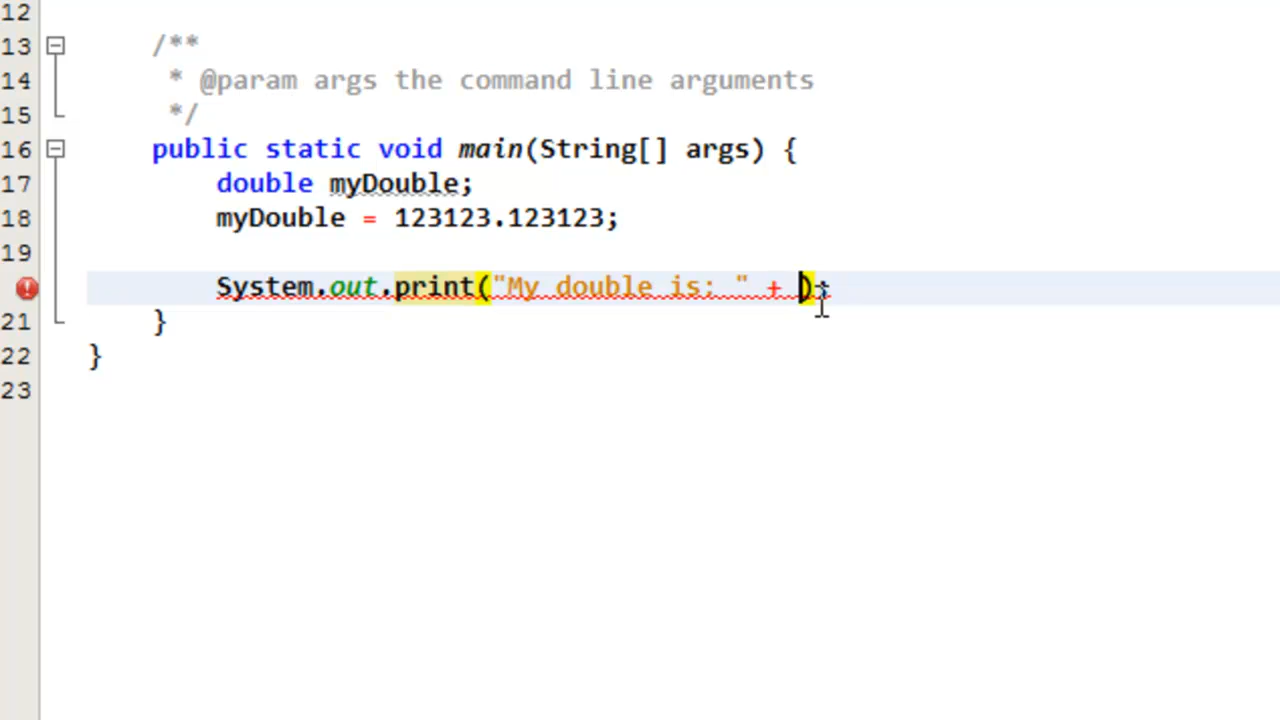 12
13 /**
14 * @param args the command line arguments
15 */
16 public static void main(String[] args) {
17 double myDouble;
18 myDouble = 123123.123123;
19
System.out.print("My double is: " + );
21 }
22 }
23